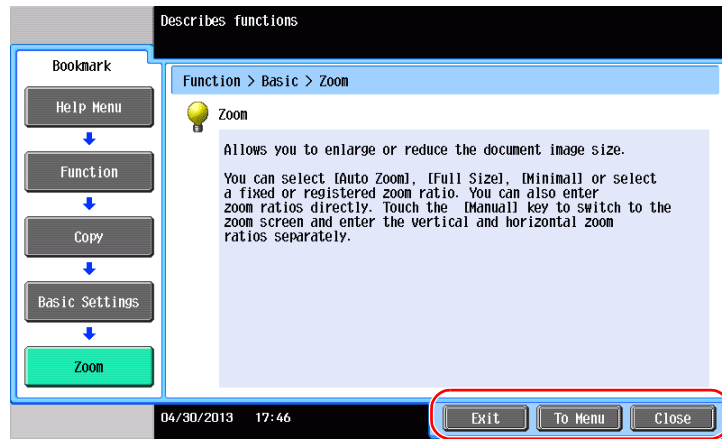 Describes functions
Bookmark
Help Menu
Function
Copy
Basic Settings
Zoom
Function > Basic > Zoom
Zoom
Allows you to enlarge or reduce the document image size.
You can select [Auto Zoom], [Full Size], [Minimal] or select
a fixed or registered zoom ratio. You can also enter
zoom ratios directly. Touch the [Manual] key to switch to the
zoom screen and enter the vertical and horizontal zoom
ratios separately.
04/30/2013 17:46
Exit
To Menu
Close